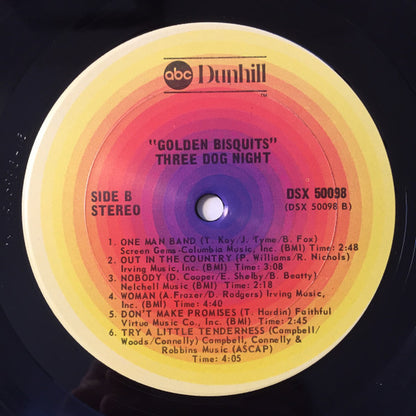 abc Dunhill
TM
"GOLDEN BISQUITS"
THREE DOG NIGHT
SIDE B
STEREO
DSX 50098
(DSX 50098 B)
1. ONE MAN BAND (T. Kay/J. Tyme/B. Fox)
Screen Gems-Columbia Music, Inc. (BMI) Time: 2:48
2. OUT IN THE COUNTRY (P. Williams/R. Nichols)
Irving Music, Inc. (BMI) Time: 3:08
3. NOBODY (D. Cooper/E. Shelby/B. Beatty)
Nelchell Music (BMI) Time: 2:18
4. WOMAN (A. Frazer/D. Rodgers) Irving Music,
Inc. (BMI) Time: 4:40
5. DON'T MAKE PROMISES (T. Hardin) Faithful
Virtue Music Co., Inc. (BMI) Time: 2:45
6. TRY A LITTLE TENDERNESS (Campbell/
Woods/Connelly) Campbell, Connelly &
Robbins Music (ASCAP)
Time: 4:05